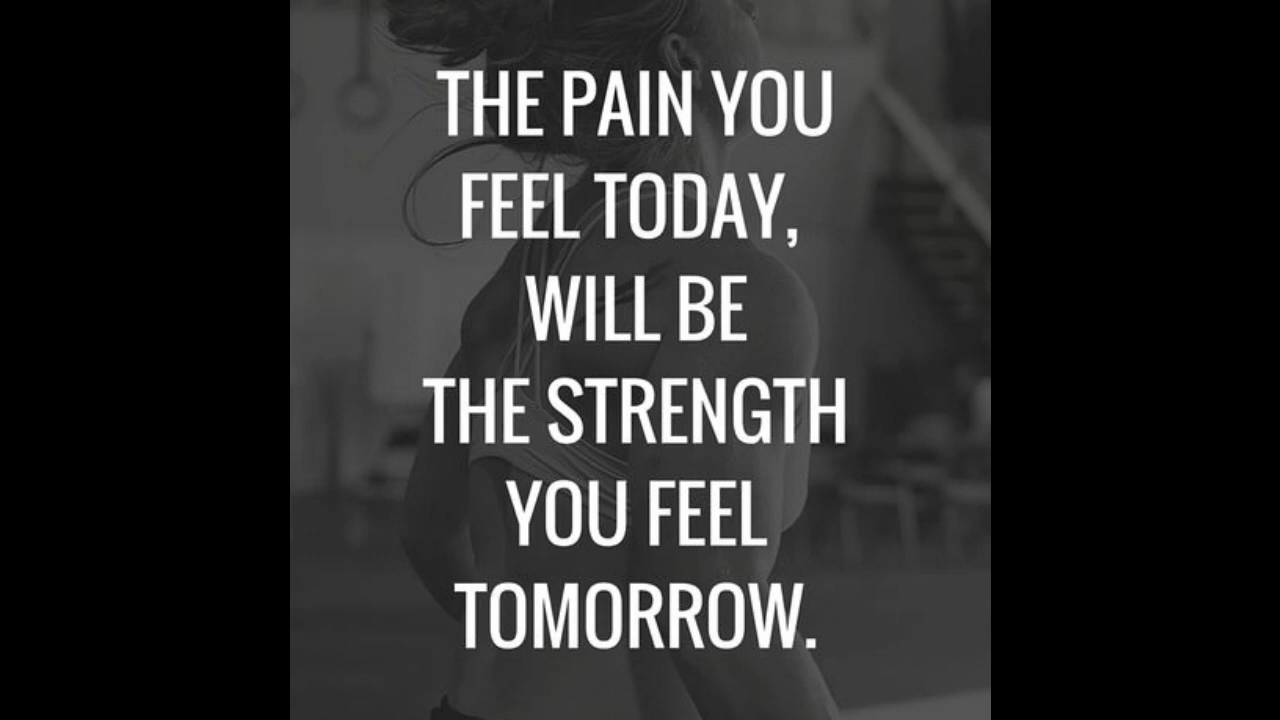 THE PAIN YOU
FEEL TODAY,
WILL BE
THE STRENGTH
YOU FEEL
TOMORROW.